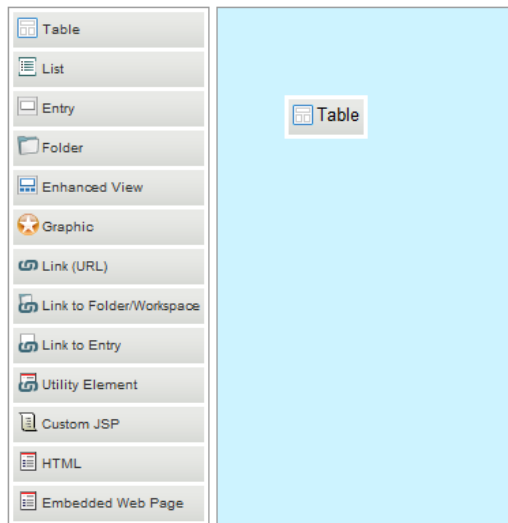 Table
List
Entry
Folder
Enhanced View
Graphic
Link (URL)
Link to Folder/Workspace
Link to Entry
Utility Element
Custom JSP
HTML
Embedded Web Page
Table